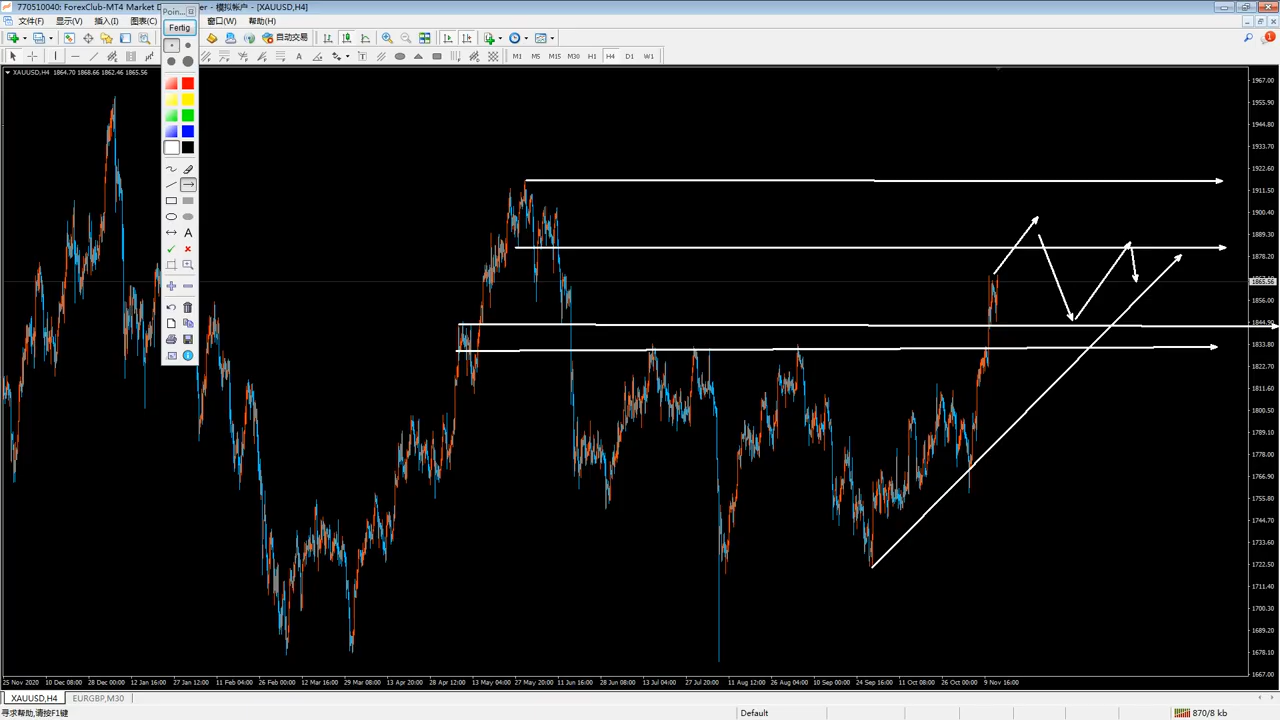 770510040: ForexClub-MT4 Market D er - 模拟帐户 - [XAUUSD,H4]
文件(F) 显示(V) 插入(I) 图表(C) 窗口(W) 帮助(H)
Poin...
Fertig
自动交易
1
A M1 M5 M15 M30 H1 H4 D1 W1
XAUUSD,H4 1864.70 1868.66 1862.46 1865.56
A
1967.00
1955.90
1944.80
1933.70
1922.60
1911.50
1900.40
1889.30
1878.20
1865.56
1856.00
1844.90
1833.80
1822.70
1811.60
1800.50
1789.10
1778.00
1766.90
1755.80
1744.70
1733.60
1722.50
1711.40
1700.30
1689.20
1678.10
1667.00
25 Nov 2020 10 Dec 08:00 28 Dec 00:00 12 Jan 16:00 27 Jan 12:00 11 Feb 04:00 26 Feb 00:00 12 Mar 16:00 29 Mar 08:00 13 Apr 20:00 28 Apr 12:00 13 May 04:00 27 May 20:00 11 Jun 16:00 28 Jun 08:00 13 Jul 04:00 27 Jul 20:00 11 Aug 12:00 26 Aug 04:00 10 Sep 00:00 24 Sep 16:00 11 Oct 08:00 26 Oct 00:00 9 Nov 16:00
XAUUSD,H4 EURGBP,M30
寻求帮助,请按F1键 Default 870/8 kb